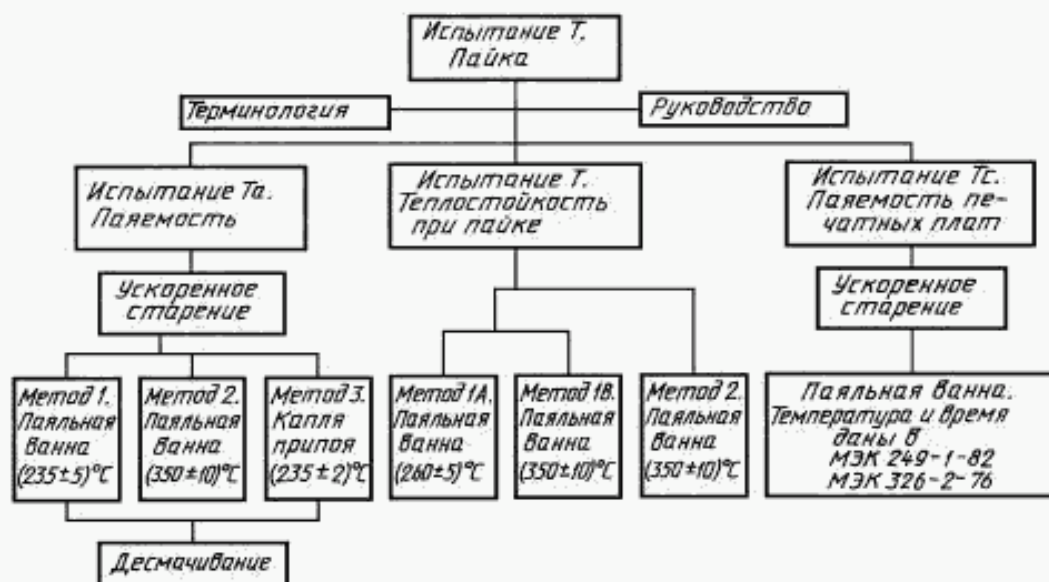 Испытание Т.
Пайка
Терминология
Руководство
Испытание Та.
Паяемость
Испытание Т.
Теплостойкость
при пайке
Испытание Тс.
Паяемость пе-
чатных плат
Ускоренное
старение
Ускоренное
старение
Метод 1.
Паяльная
ванна
(235±5)°С
Метод 2.
Паяльная
ванна
(350±10)°С
Метод 3.
Капля
припоя
(235±2)°С
Метод 1А.
Паяльная
ванна
(260±5)°С
Метод 1В.
Паяльная
ванна
(350±10)°С
Метод 2.
Паяльная
ванна
(350±10)°С
Паяльная ванна.
Температура и время
даны в
МЭК 249-1-82
МЭК 326-2-76
Десмачивание